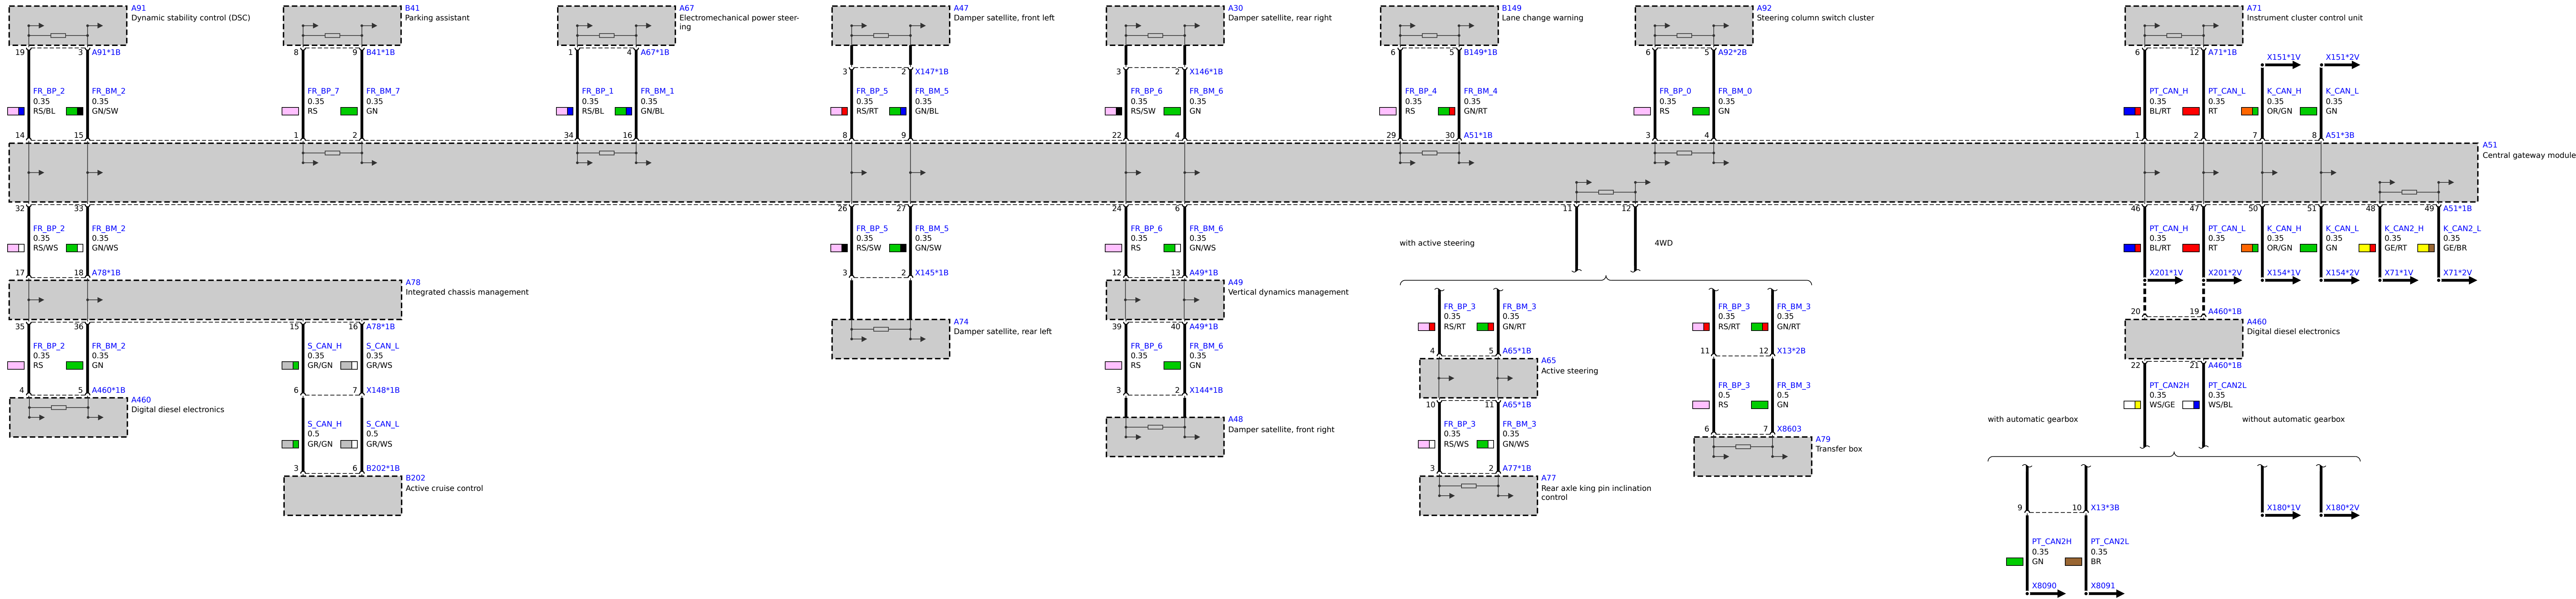 A91
Dynamic stability control (DSC)
B41
Parking assistant
A67
Electromechanical power steer-
ing
A47
Damper satellite, front left
A30
Damper satellite, rear right
B149
Lane change warning
A92
Steering column switch cluster
A71
Instrument cluster control unit
19 3 A91*1B
8 9 B41*1B
1 4 A67*1B
6 5 B149*1B
6 5 A92*2B
6 12 A71*1B
X151*1V X151*2V
3 2 X147*1B
3 2 X146*1B
FR_BP_2 FR_BM_2 FR_BP_7 FR_BM_7 FR_BP_1 FR_BM_1 FR_BP_5 FR_BM_5 FR_BP_6 FR_BM_6 FR_BP_4 FR_BM_4 FR_BP_0 FR_BM_0 PT_CAN_H PT_CAN_L K_CAN_H K_CAN_L
0.35 0.35 0.35 0.35 0.35 0.35 0.35 0.35 0.35 0.35 0.35 0.35 0.35 0.35 0.35 0.35 0.35 0.35
RS/BL GN/SW RS GN RS/BL GN/BL RS/RT GN/BL RS/SW GN RS GN/RT RS GN BL/RT RT OR/GN GN
14 15 1 2 34 16 8 9 22 4 29 30 A51*1B 3 4 1 2 7 8 A51*3B
A51
Central gateway module
32 33 26 27 24 6 11 12 46 47 50 51 48 49 A51*1B
FR_BP_2 FR_BM_2 FR_BP_5 FR_BM_5 FR_BP_6 FR_BM_6 PT_CAN_H PT_CAN_L K_CAN_H K_CAN_L K_CAN2_H K_CAN2_L
0.35 0.35 0.35 0.35 0.35 0.35 0.35 0.35 0.35 0.35 0.35 0.35
RS/WS GN/WS RS/SW GN/SW RS GN/WS BL/RT RT OR/GN GN GE/RT GE/BR
with active steering 4WD
17 18 A78*1B 3 2 X145*1B 12 13 A49*1B X201*1V X201*2V X154*1V X154*2V X71*1V X71*2V
A78
Integrated chassis management
A49
Vertical dynamics management
FR_BP_3 FR_BM_3 FR_BP_3 FR_BM_3
0.35 0.35 0.35 0.35
RS/RT GN/RT RS/RT GN/RT
20 19 A460*1B
A460
Digital diesel electronics
A74
Damper satellite, rear left
35 36 15 16 A78*1B 39 40 A49*1B
FR_BP_2 FR_BM_2 S_CAN_H S_CAN_L FR_BP_6 FR_BM_6
0.35 0.35 0.35 0.35 0.35 0.35
RS GN GR/GN GR/WS RS GN
4 5 A65*1B 11 12 X13*2B
A65
Active steering
22 21 A460*1B
PT_CAN2H PT_CAN2L
0.35 0.35
WS/GE WS/BL
4 5 A460*1B 6 7 X148*1B 3 2 X144*1B
FR_BP_3 FR_BM_3
0.5 0.5
RS GN
A460
Digital diesel electronics
10 11 A65*1B
with automatic gearbox without automatic gearbox
A48
Damper satellite, front right
S_CAN_H S_CAN_L FR_BP_3 FR_BM_3
0.5 0.5 0.35 0.35
GR/GN GR/WS RS/WS GN/WS
6 7 X8603
A79
Transfer box
3 6 B202*1B 3 2 A77*1B
B202
Active cruise control
A77
Rear axle king pin inclination
control
9 10 X13*3B X180*1V X180*2V
PT_CAN2H PT_CAN2L
0.35 0.35
GN BR
X8090 X8091